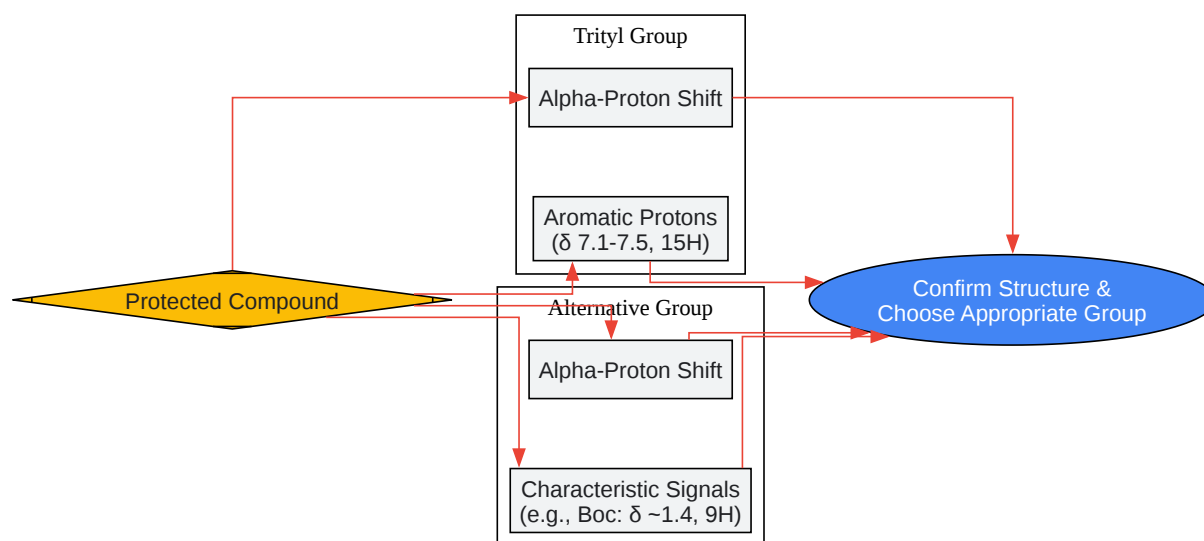 Trityl Group
Alpha-Proton Shift
Aromatic Protons
(δ 7.1-7.5, 15H)
Protected Compound
Confirm Structure &
Choose Appropriate Group
Alternative Group
Alpha-Proton Shift
Characteristic Signals
(e.g., Boc: δ ~1.4, 9H)